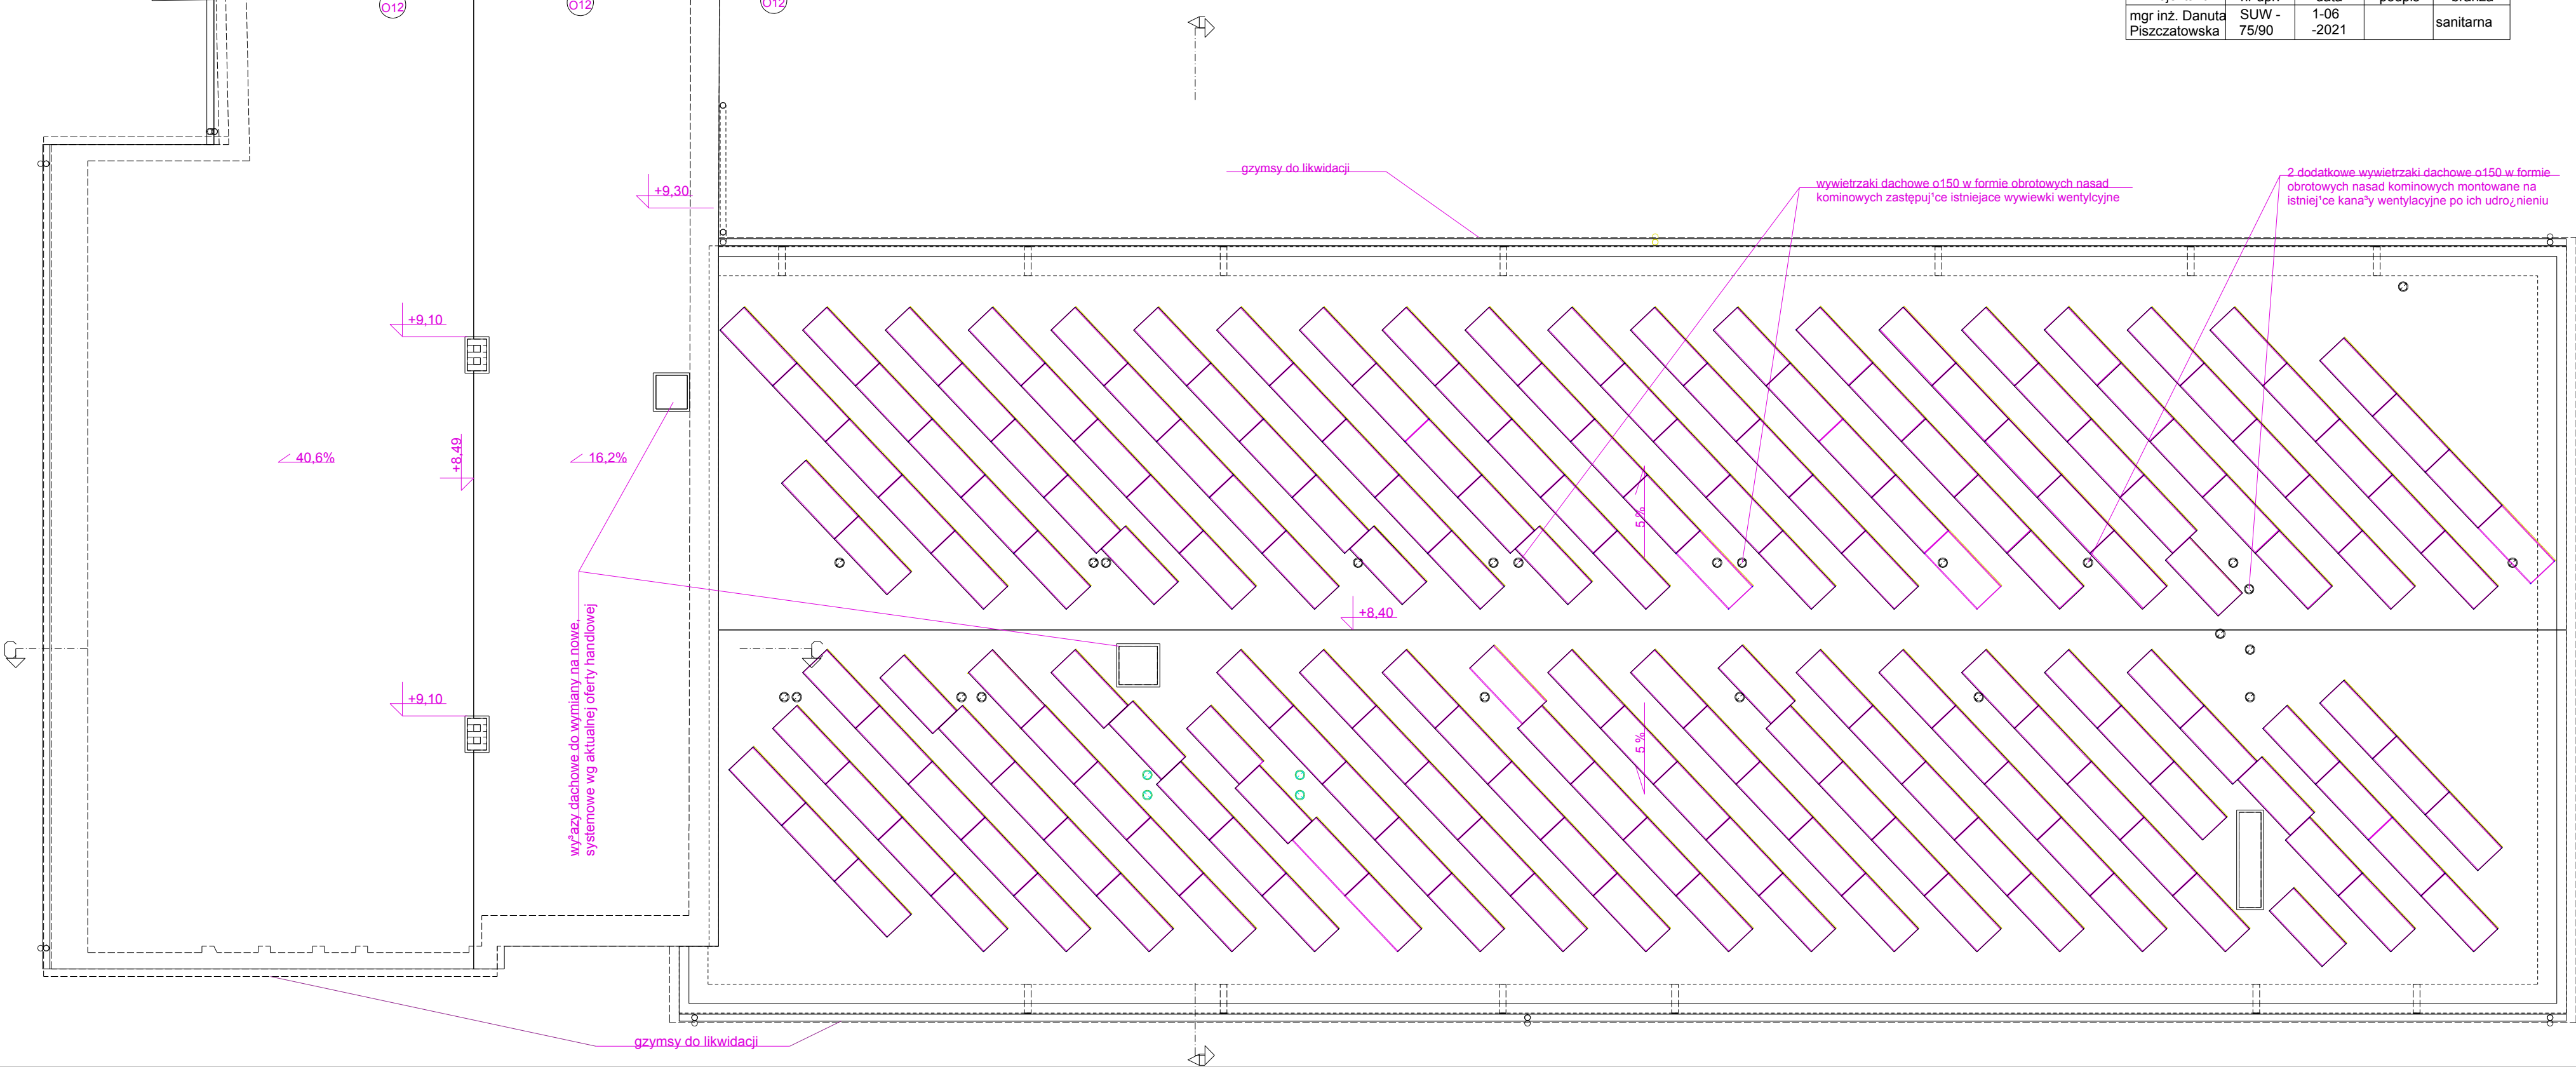 O12
O12
O12
mgr inż. Danuta
Piszczatowska
SUW -
75/90
1-06
-2021
sanitarna
gzymsy do likwidacji
wywietrzaki dachowe o150 w formie obrotowych nasad
kominowych zastępuj¹ce istniejace wywiewki wentylcyjne
2 dodatkowe wywietrzaki dachowe o150 w formie
obrotowych nasad kominowych montowane na
istniej¹ce kana³y wentylacyjne po ich udro¿nieniu
+9,30
+9,10
40,6%
+8,49
16,2%
5 %
+8,40
wy³azy dachowe do wymiany na nowe,
systemowe wg aktualnej oferty handlowej
C
C
+9,10
5 %
gzymsy do likwidacji